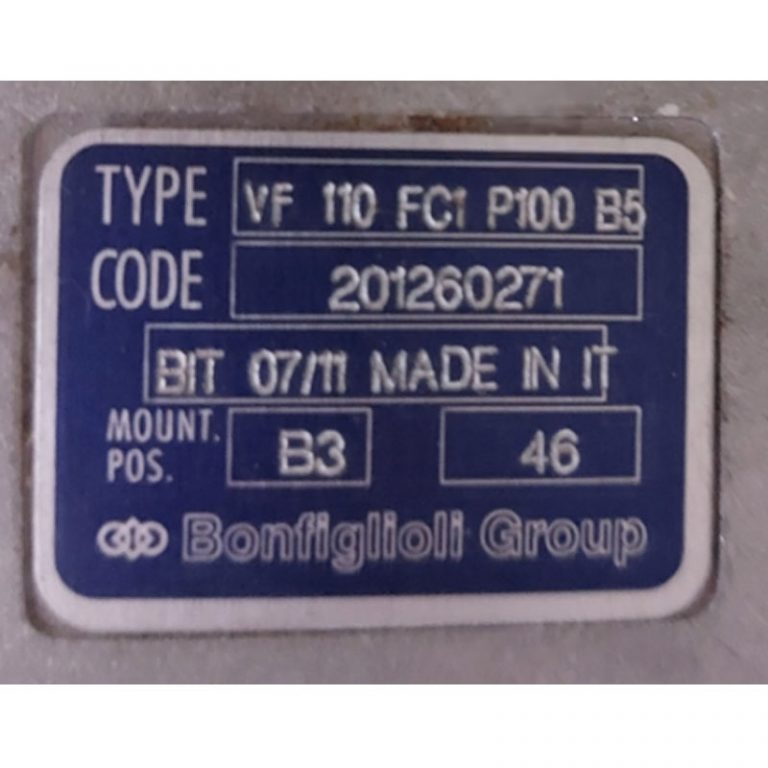 TYPE VF 110 FC1 P100 B5
CODE 201260271
BIT 07/11 MADE IN IT
MOUNT. POS. B3 46
Bonfiglioli Group